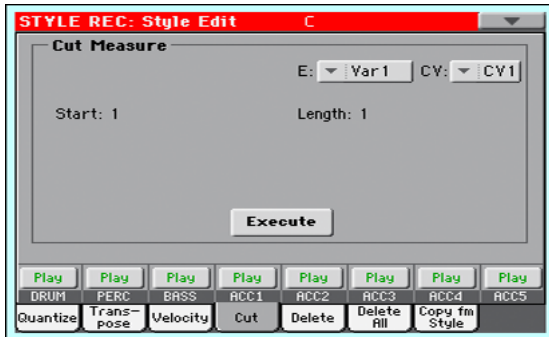 STYLE REC: Style Edit C
Cut Measure
E: Var1 CV: CV1
Start: 1 Length: 1
Execute
Play Play Play Play Play Play Play Play
DRUM PERC BASS ACC1 ACC2 ACC3 ACC4 ACC5
Quantize Trans- Velocity Cut Delete Delete Copy fm
pose All Style